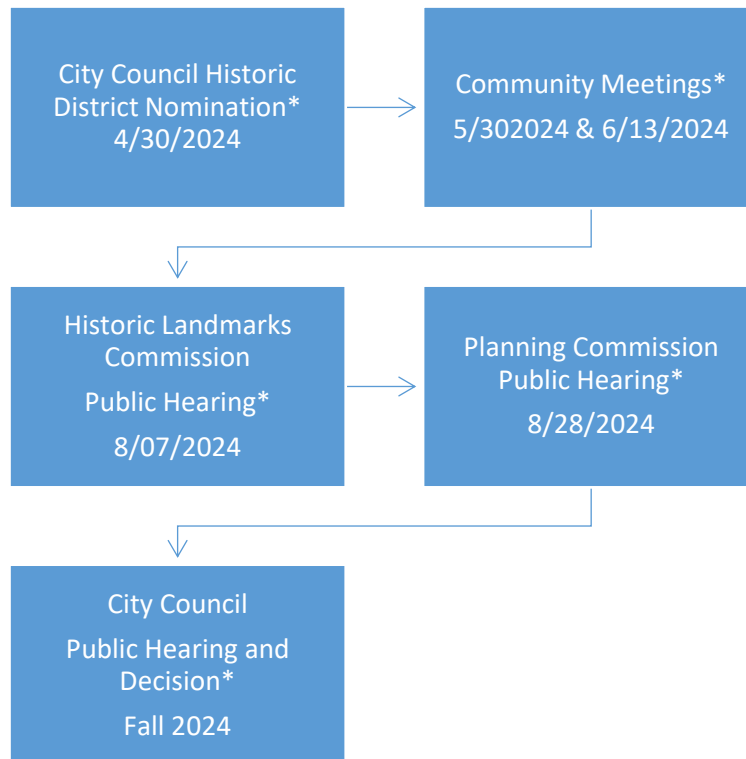 City Council Historic
District Nomination*
4/30/2024
Community Meetings*
5/302024 & 6/13/2024
Historic Landmarks
Commission
Public Hearing*
8/07/2024
Planning Commission
Public Hearing*
8/28/2024
City Council
Public Hearing and
Decision*
Fall 2024